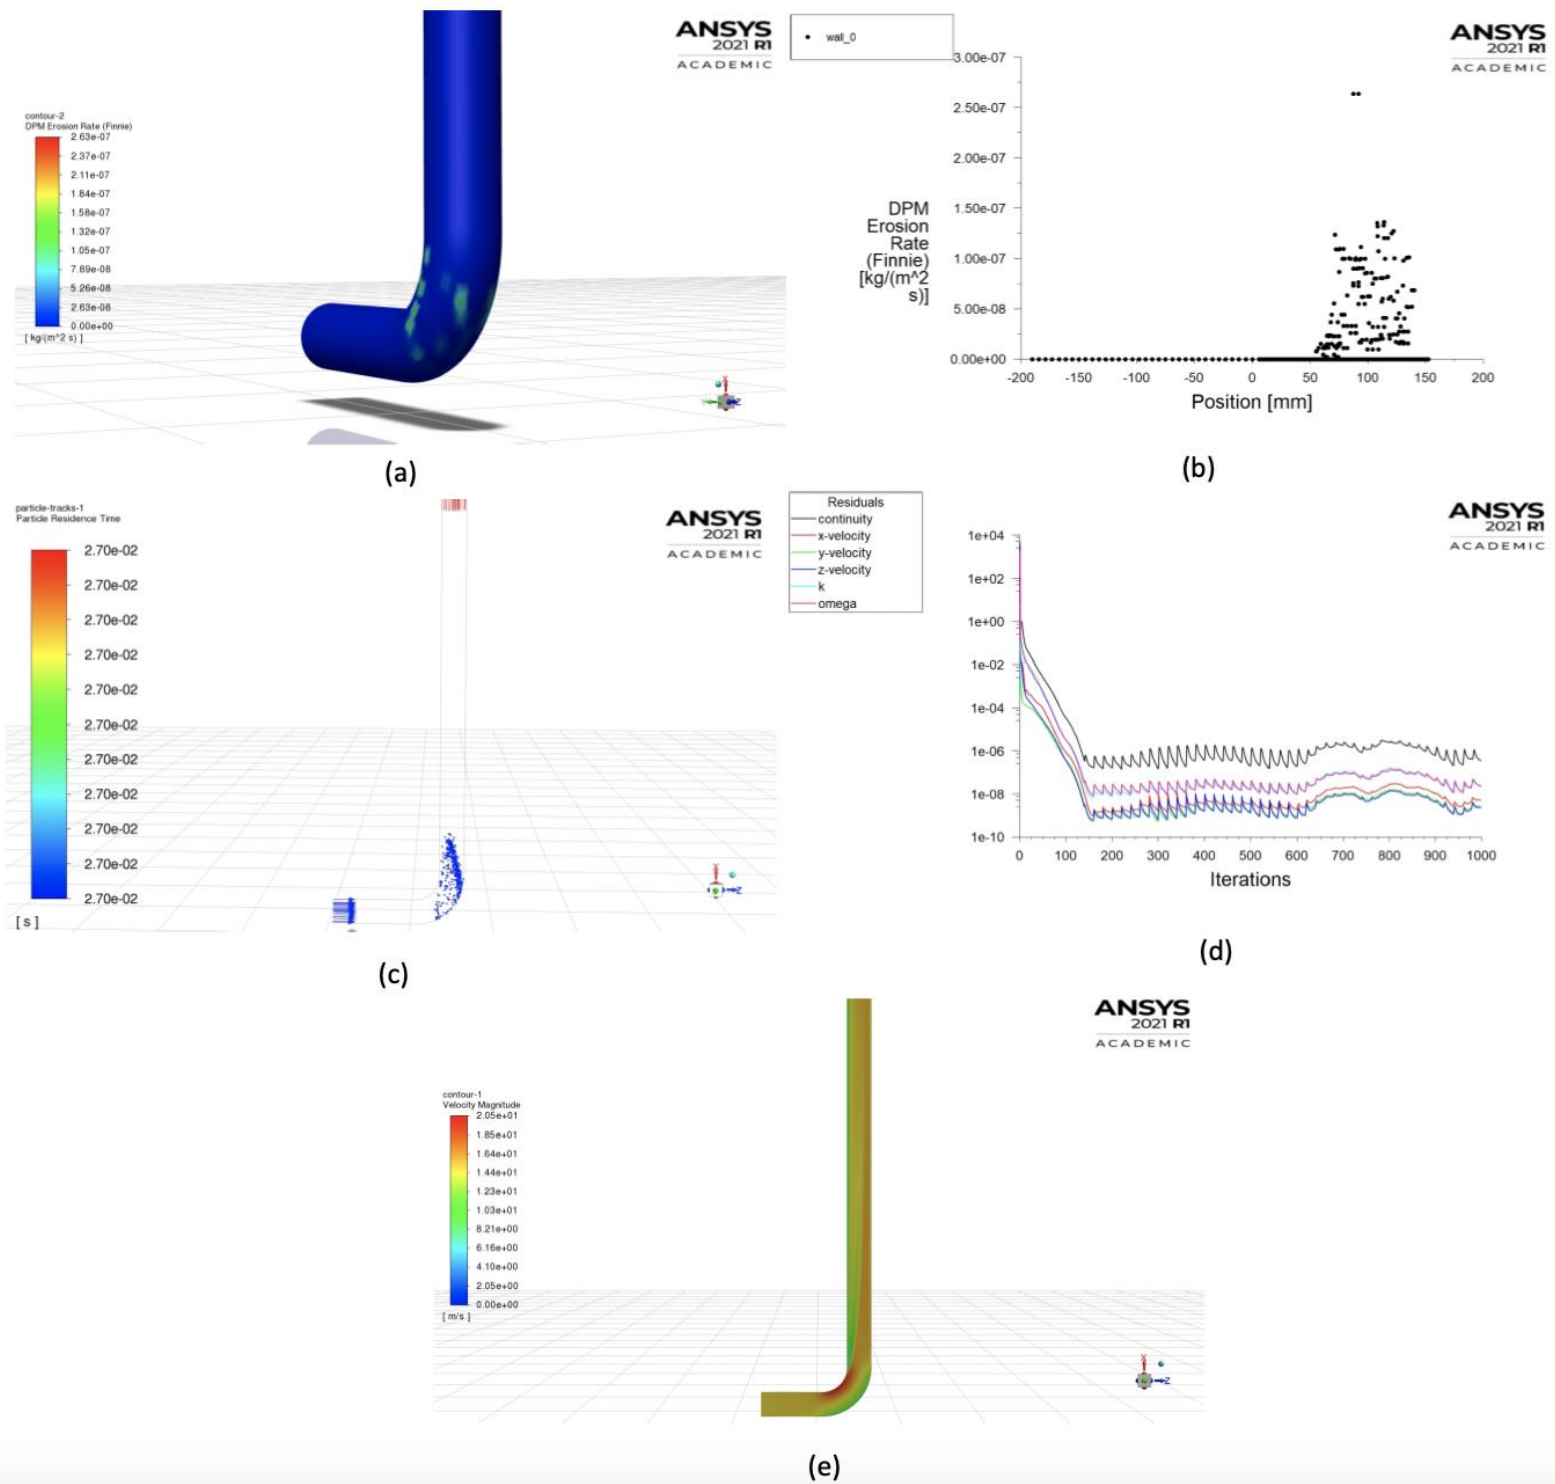 ANSYS
2021 R1
ACADEMIC
contour-2
DPM Erosion Rate (Finnie)
2.63e-07
2.37e-07
2.11e-07
1.84e-07
1.58e-07
1.32e-07
1.05e-07
7.89e-08
5.26e-08
2.63e-08
0.00e+00
[ kg/(m^2 s) ]
X
Y
Z
(a)
wall_0
ANSYS
2021 R1
ACADEMIC
3.00e-07
2.50e-07
2.00e-07
1.50e-07
1.00e-07
5.00e-08
0.00e+00
DPM
Erosion
Rate
(Finnie)
[kg/(m^2
s)]
-200 -150 -100 -50 0 50 100 150 200
Position [mm]
(b)
particle-tracks-1
Particle Residence Time
2.70e-02
2.70e-02
2.70e-02
2.70e-02
2.70e-02
2.70e-02
2.70e-02
2.70e-02
2.70e-02
2.70e-02
2.70e-02
[ s ]
ANSYS
2021 R1
ACADEMIC
X
Z
(c)
Residuals
continuity
x-velocity
y-velocity
z-velocity
k
omega
ANSYS
2021 R1
ACADEMIC
1e+04
1e+02
1e+00
1e-02
1e-04
1e-06
1e-08
1e-10
0 100 200 300 400 500 600 700 800 900 1000
Iterations
(d)
ANSYS
2021 R1
ACADEMIC
contour-1
Velocity Magnitude
2.05e+01
1.85e+01
1.64e+01
1.44e+01
1.23e+01
1.03e+01
8.21e+00
6.16e+00
4.10e+00
2.05e+00
0.00e+00
[ m/s ]
X
Z
(e)